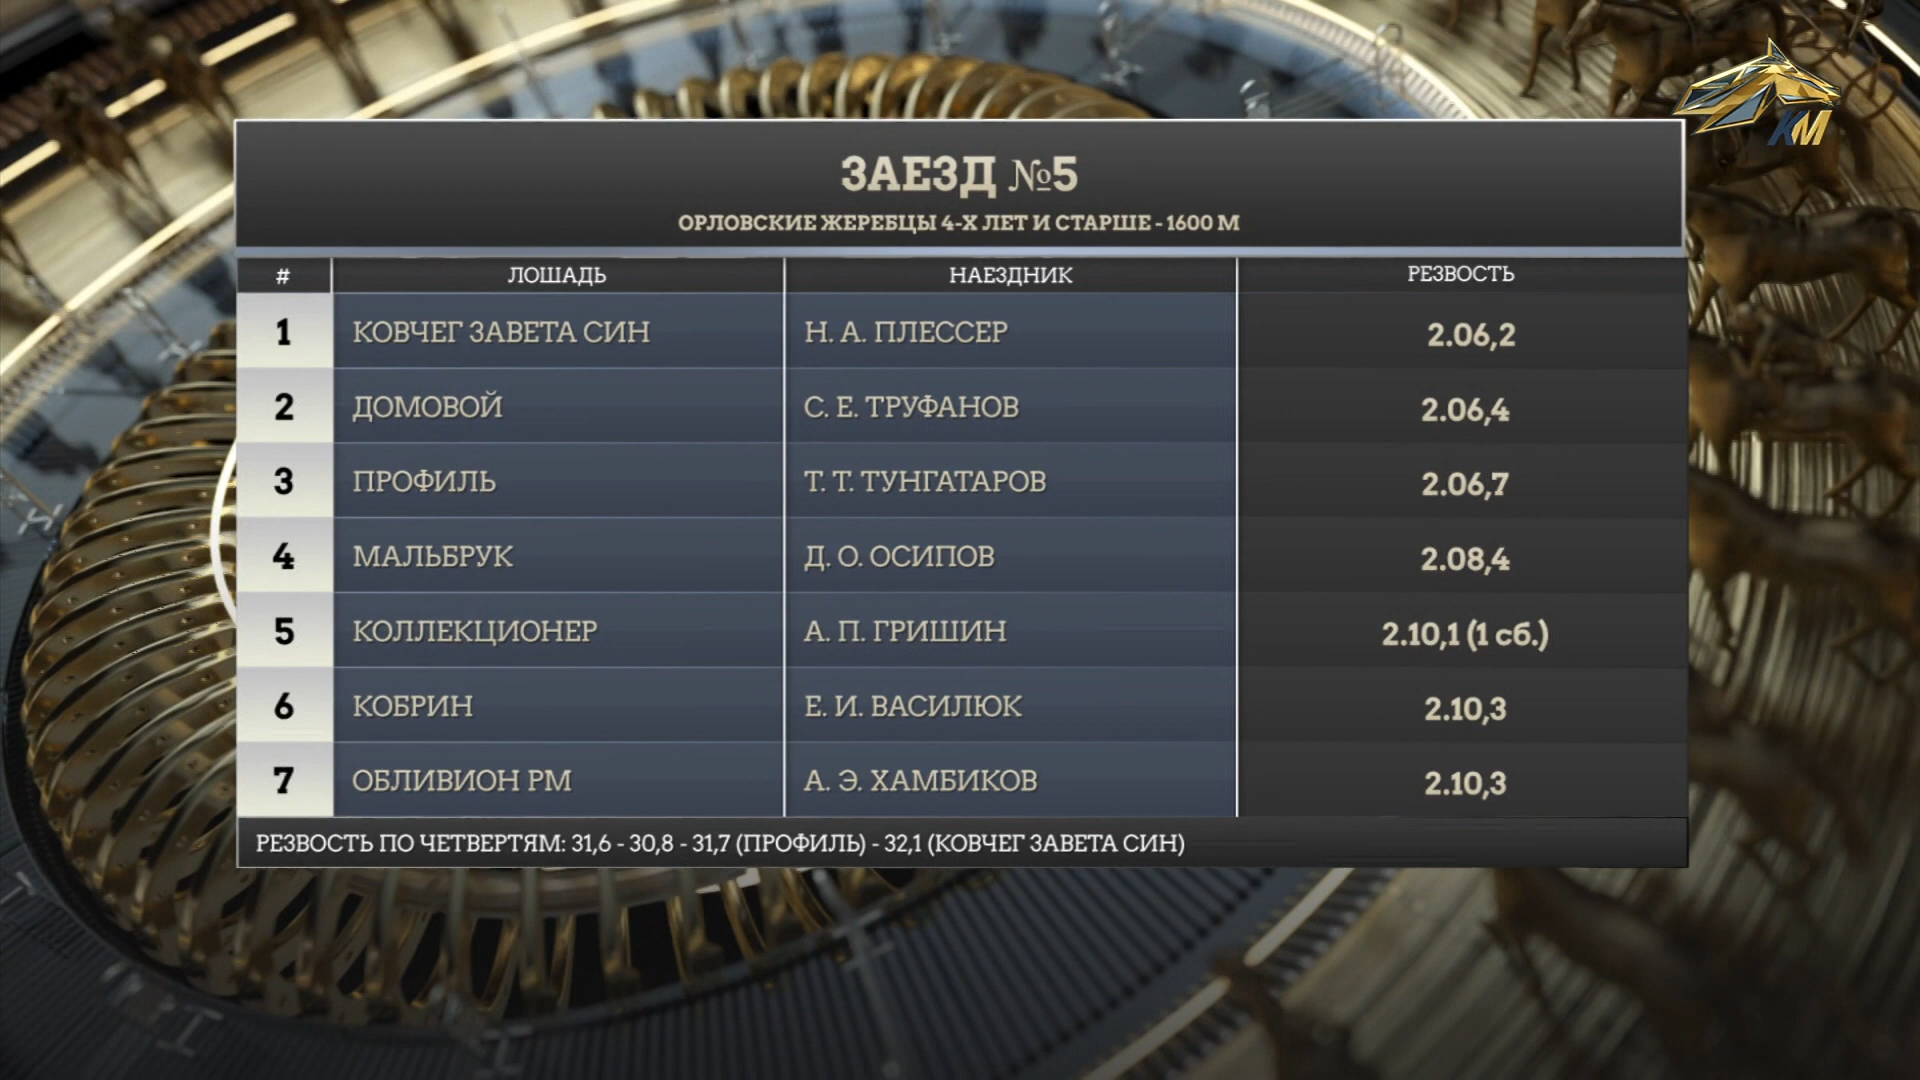 KM
ЗАЕЗД №5
ОРЛОВСКИЕ ЖЕРЕБЦЫ 4-Х ЛЕТ И СТАРШЕ - 1600 М
# ЛОШАДЬ НАЕЗДНИК РЕЗВОСТЬ
1 КОВЧЕГ ЗАВЕТА СИН Н. А. ПЛЕССЕР 2.06,2
2 ДОМОВОЙ С. Е. ТРУФАНОВ 2.06,4
3 ПРОФИЛЬ Т. Т. ТУНГАТАРОВ 2.06,7
4 МАЛЬБРУК Д. О. ОСИПОВ 2.08,4
5 КОЛЛЕКЦИОНЕР А. П. ГРИШИН 2.10,1 (1 сб.)
6 КОБРИН Е. И. ВАСИЛЮК 2.10,3
7 ОБЛИВИОН РМ А. Э. ХАМБИКОВ 2.10,3
РЕЗВОСТЬ ПО ЧЕТВЕРТЯМ: 31,6 - 30,8 - 31,7 (ПРОФИЛЬ) - 32,1 (КОВЧЕГ ЗАВЕТА СИН)